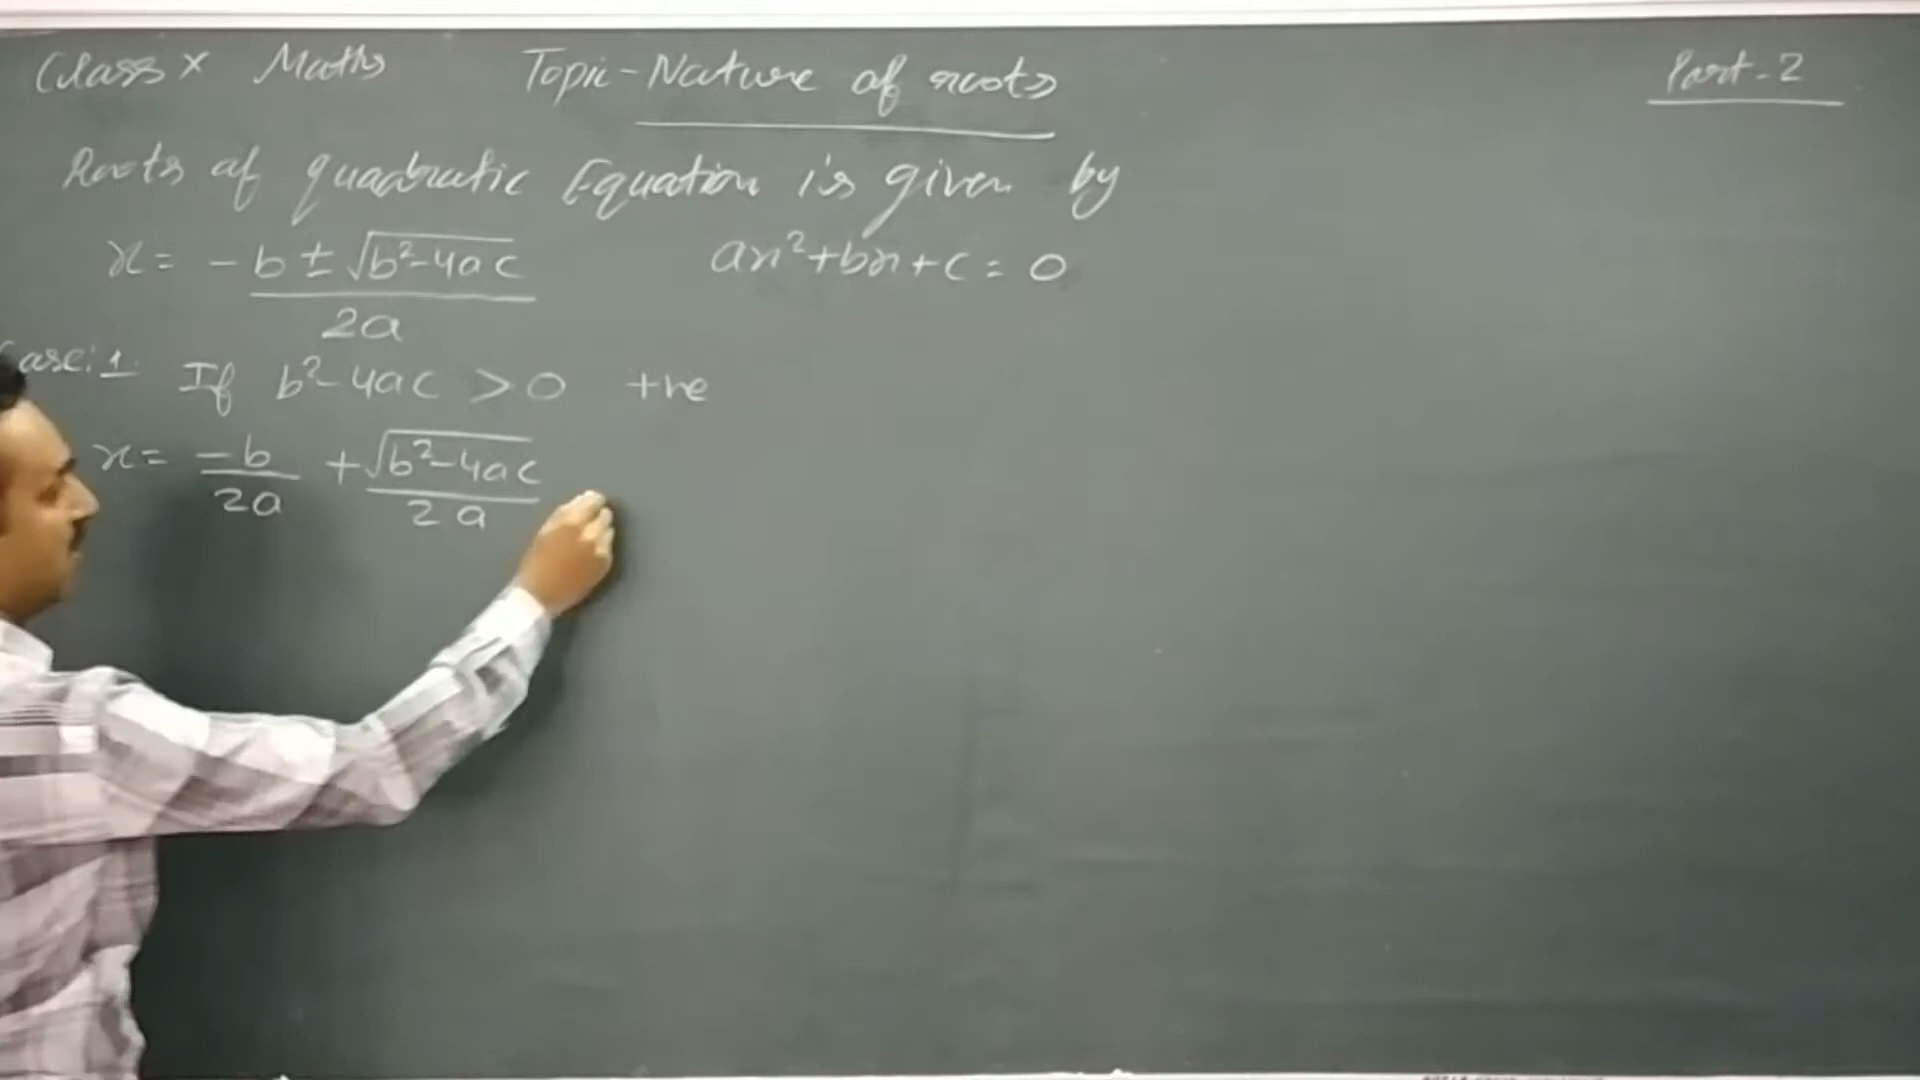 Class X Maths Topic-Nature of roots Part-2
Roots of quadratic Equation is given by
x = -b ± √b²-4ac / 2a ax²+bx+c = 0
Case:1 If b²-4ac > 0 +ve
x = -b/2a + √b²-4ac / 2a